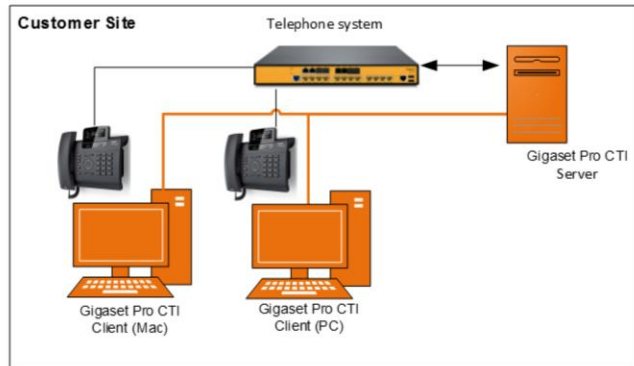 Customer Site
Telephone system
Gigaset Pro CTI
Server
Gigaset Pro CTI
Client (Mac)
Gigaset Pro CTI
Client (PC)